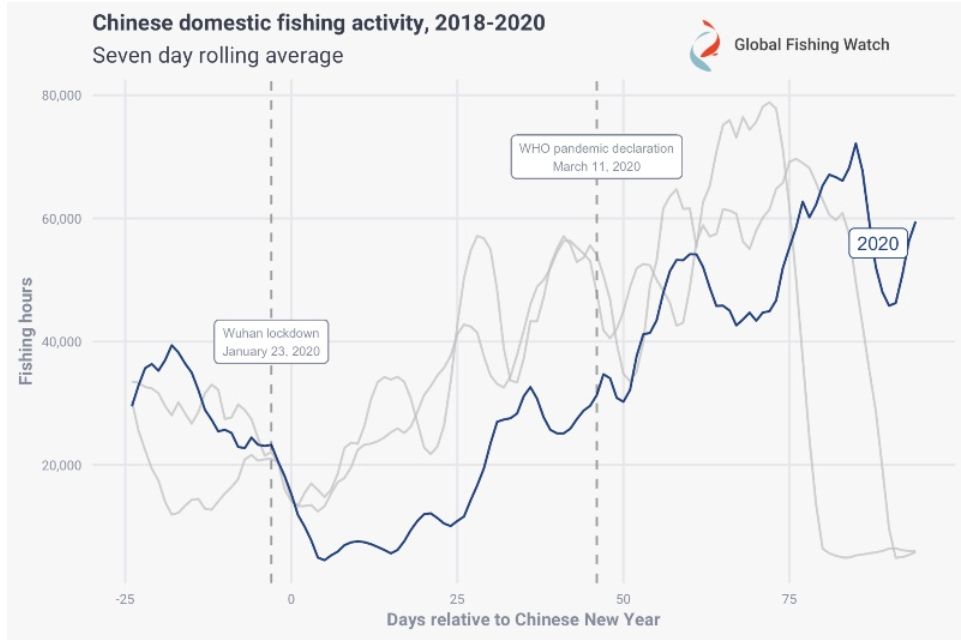 Chinese domestic fishing activity, 2018-2020
Seven day rolling average
Global Fishing Watch
80,000
60,000
40,000
20,000
Fishing hours
WHO pandemic declaration
March 11, 2020
2020
Wuhan lockdown
January 23. 2020
-25
0
25
50
75
Days relative to Chinese New Year